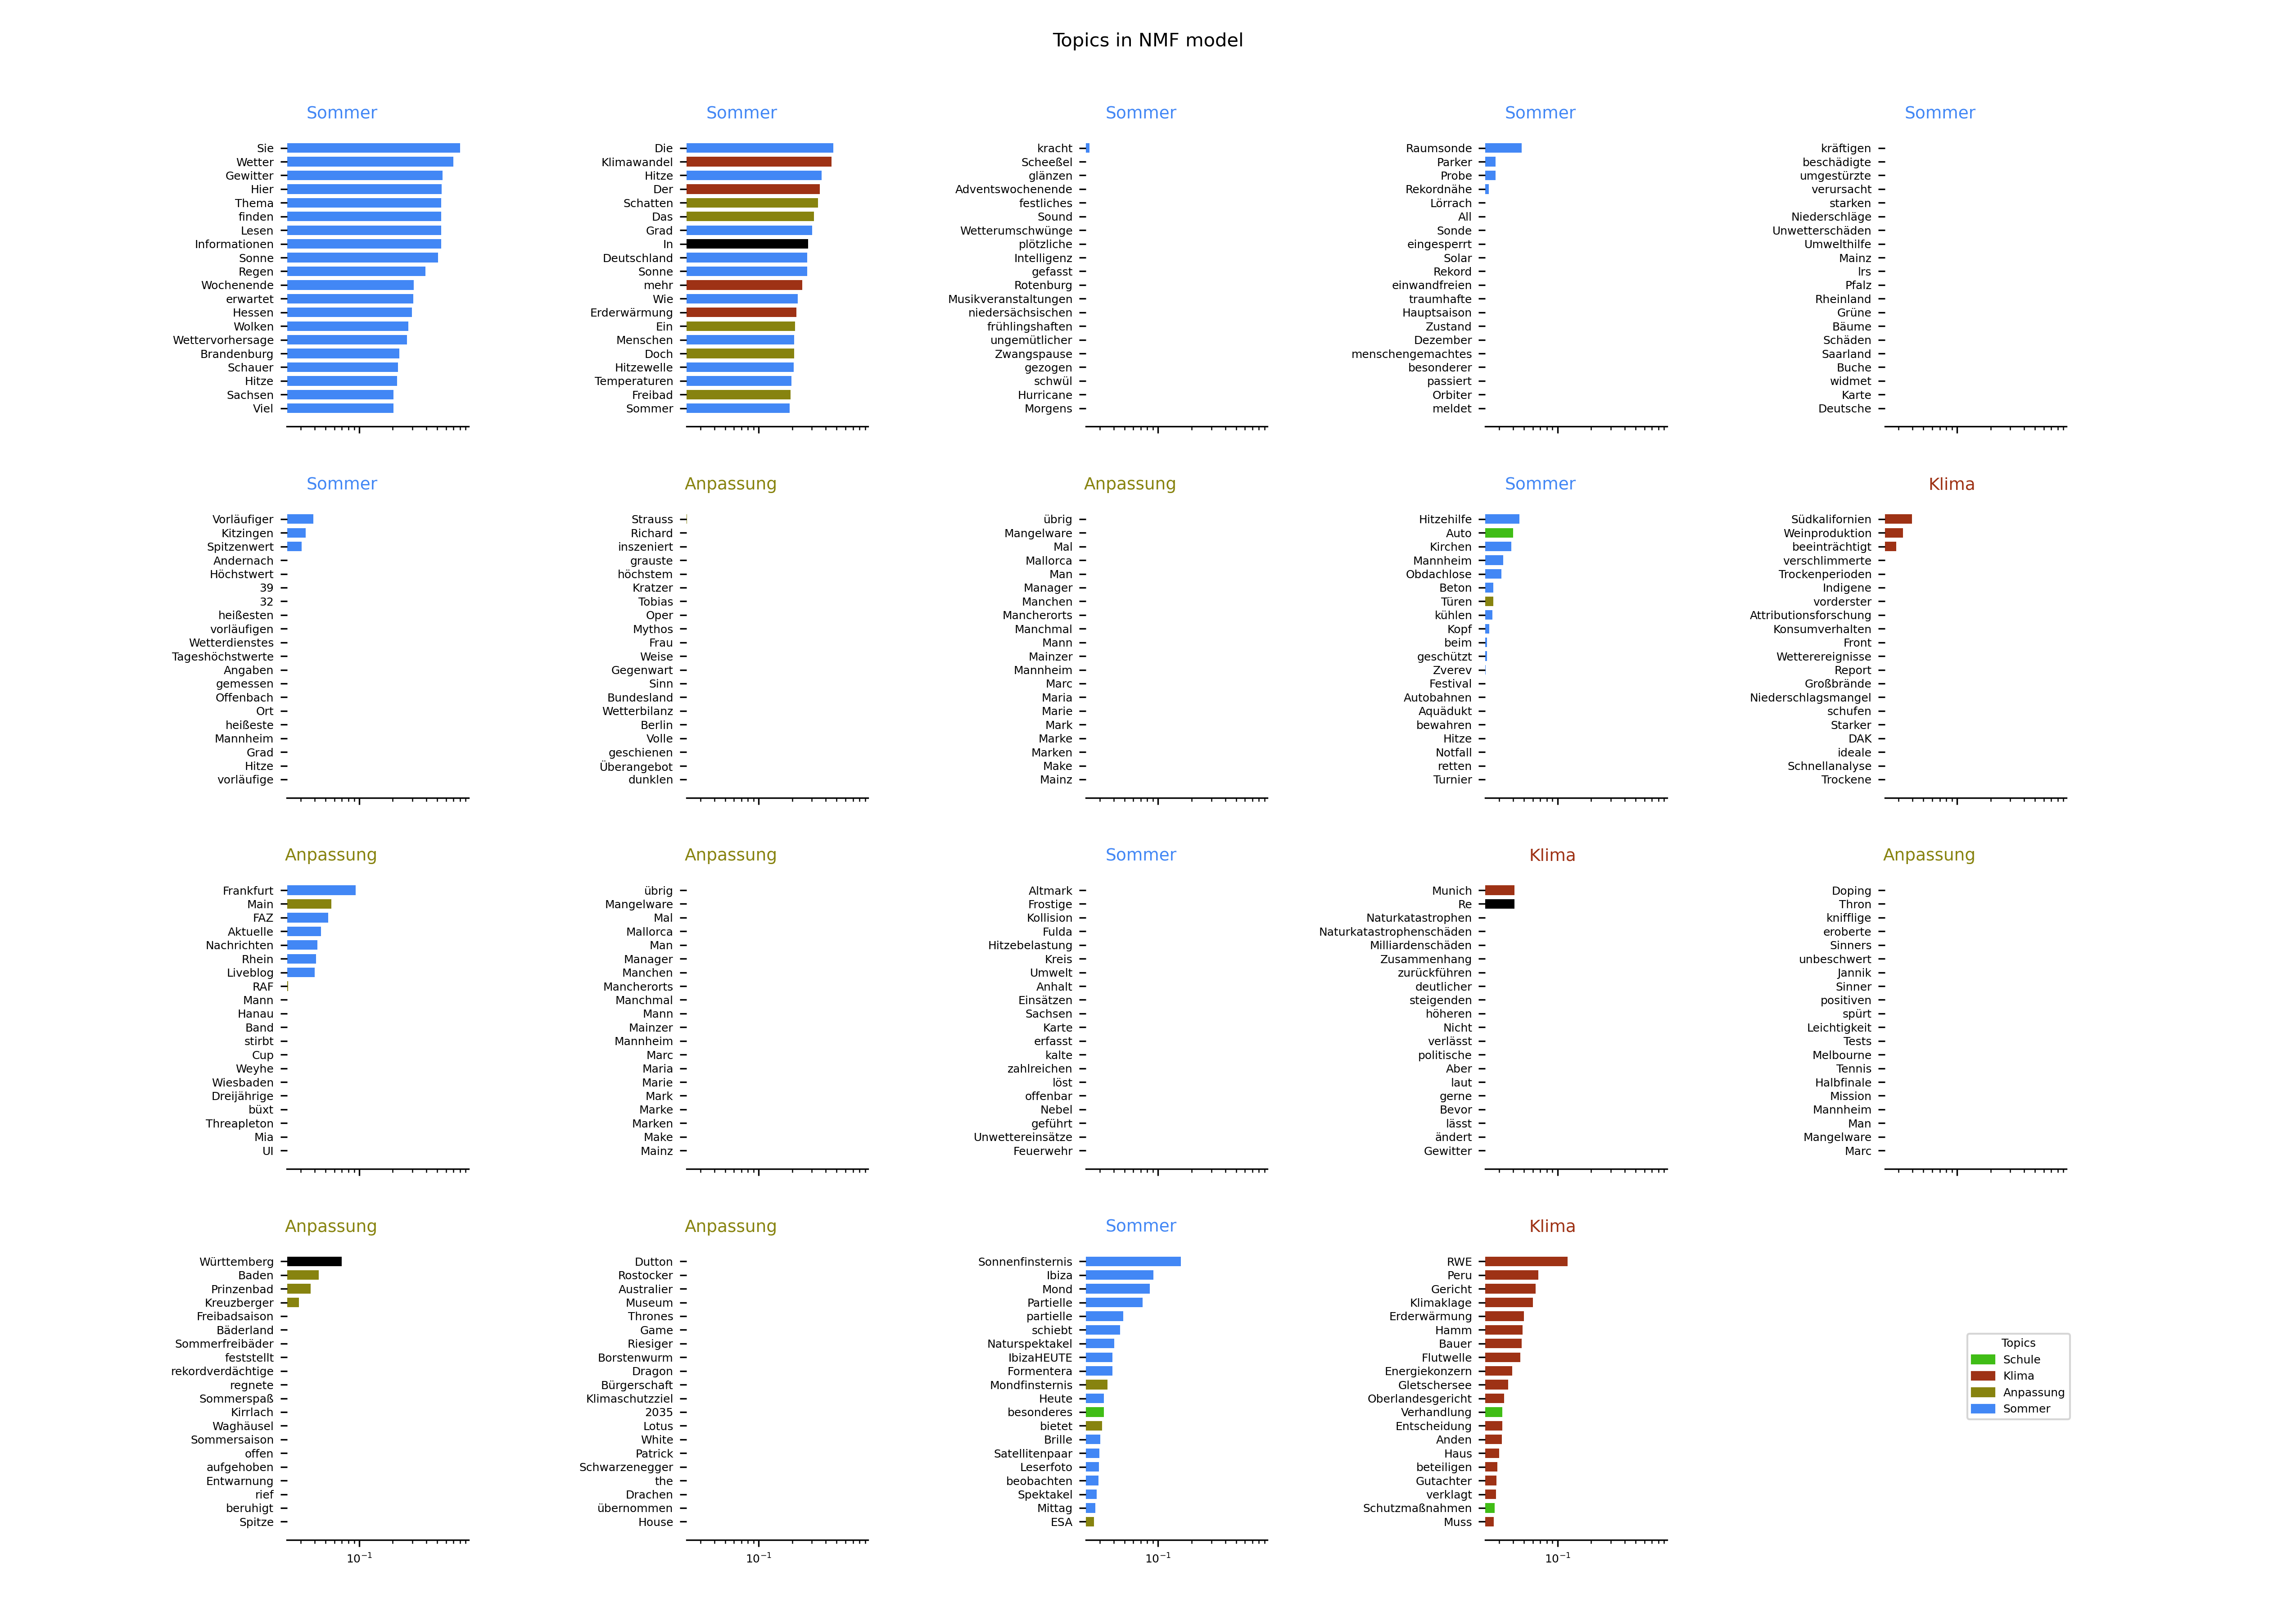 Topics in NMF model
Sommer
Sie
Wetter
Gewitter
Hier
Thema
finden
Lesen
Informationen
Sonne
Regen
Wochenende
erwartet
Hessen
Wolken
Wettervorhersage
Brandenburg
Schauer
Hitze
Sachsen
Viel
Sommer
Die
Klimawandel
Hitze
Der
Schatten
Das
Grad
In
Deutschland
Sonne
mehr
Wie
Erderwärmung
Ein
Menschen
Doch
Hitzewelle
Temperaturen
Freibad
Sommer
Sommer
kracht
Scheeßel
glänzen
Adventswochenende
festliches
Sound
Wetterumschwünge
plötzliche
Intelligenz
gefasst
Rotenburg
Musikveranstaltungen
niedersächsischen
frühlingshaften
ungemütlicher
Zwangspause
gezogen
schwül
Hurricane
Morgens
Sommer
Raumsonde
Parker
Probe
Rekordnähe
Lörrach
All
Sonde
eingesperrt
Solar
Rekord
einwandfreien
traumhafte
Hauptsaison
Zustand
Dezember
menschengemachtes
besonderer
passiert
Orbiter
meldet
Sommer
kräftigen
beschädigte
umgestürzte
verursacht
starken
Niederschläge
Unwetterschäden
Umwelthilfe
Mainz
lrs
Pfalz
Rheinland
Grüne
Bäume
Schäden
Saarland
Buche
widmet
Karte
Deutsche
Sommer
Vorläufiger
Kitzingen
Spitzenwert
Andernach
Höchstwert
39
32
heißesten
vorläufigen
Wetterdienstes
Tageshöchstwerte
Angaben
gemessen
Offenbach
Ort
heißeste
Mannheim
Grad
Hitze
vorläufige
Anpassung
Strauss
Richard
inszeniert
grauste
höchstem
Kratzer
Tobias
Oper
Mythos
Frau
Weise
Gegenwart
Sinn
Bundesland
Wetterbilanz
Berlin
Volle
geschienen
Überangebot
dunklen
Anpassung
übrig
Mangelware
Mal
Mallorca
Man
Manager
Manchen
Mancherorts
Manchmal
Mann
Mainzer
Mannheim
Marc
Maria
Marie
Mark
Marke
Marken
Make
Mainz
Sommer
Hitzehilfe
Auto
Kirchen
Mannheim
Obdachlose
Beton
Türen
kühlen
Kopf
beim
geschützt
Zverev
Festival
Autobahnen
Aquädukt
bewahren
Hitze
Notfall
retten
Turnier
Klima
Südkalifornien
Weinproduktion
beeinträchtigt
verschlimmerte
Trockenperioden
Indigene
vorderster
Attributionsforschung
Konsumverhalten
Front
Wetterereignisse
Report
Großbrände
Niederschlagsmangel
schufen
Starker
DAK
ideale
Schnellanalyse
Trockene
Anpassung
Frankfurt
Main
FAZ
Aktuelle
Nachrichten
Rhein
Liveblog
RAF
Mann
Hanau
Band
stirbt
Cup
Weyhe
Wiesbaden
Dreijährige
büxt
Threapleton
Mia
UI
Anpassung
übrig
Mangelware
Mal
Mallorca
Man
Manager
Manchen
Mancherorts
Manchmal
Mann
Mainzer
Mannheim
Marc
Maria
Marie
Mark
Marke
Marken
Make
Mainz
Sommer
Altmark
Frostige
Kollision
Fulda
Hitzebelastung
Kreis
Umwelt
Anhalt
Einsätzen
Sachsen
Karte
erfasst
kalte
zahlreichen
löst
offenbar
Nebel
geführt
Unwettereinsätze
Feuerwehr
Klima
Munich
Re
Naturkatastrophen
Naturkatastrophenschäden
Milliardenschäden
Zusammenhang
zurückführen
deutlicher
steigenden
höheren
Nicht
verlässt
politische
Aber
laut
gerne
Bevor
lässt
ändert
Gewitter
Anpassung
Doping
Thron
knifflige
eroberte
Sinners
unbeschwert
Jannik
Sinner
positiven
spürt
Leichtigkeit
Tests
Melbourne
Tennis
Halbfinale
Mission
Mannheim
Man
Mangelware
Marc
Anpassung
Württemberg
Baden
Prinzenbad
Kreuzberger
Freibadsaison
Bäderland
Sommerfreibäder
feststellt
rekordverdächtige
regnete
Sommerspaß
Kirrlach
Waghäusel
Sommersaison
offen
aufgehoben
Entwarnung
rief
beruhigt
Spitze
10⁻¹
Anpassung
Dutton
Rostocker
Australier
Museum
Thrones
Game
Riesiger
Borstenwurm
Dragon
Bürgerschaft
Klimaschutzziel
2035
Lotus
White
Patrick
Schwarzenegger
the
Drachen
übernommen
House
10⁻¹
Sommer
Sonnenfinsternis
Ibiza
Mond
Partielle
partielle
schiebt
Naturspektakel
IbizaHEUTE
Formentera
Mondfinsternis
Heute
besonderes
bietet
Brille
Satellitenpaar
Leserfoto
beobachten
Spektakel
Mittag
ESA
10⁻¹
Klima
RWE
Peru
Gericht
Klimaklage
Erderwärmung
Hamm
Bauer
Flutwelle
Energiekonzern
Gletschersee
Oberlandesgericht
Verhandlung
Entscheidung
Anden
Haus
beteiligen
Gutachter
verklagt
Schutzmaßnahmen
Muss
10⁻¹
Topics
Schule
Klima
Anpassung
Sommer